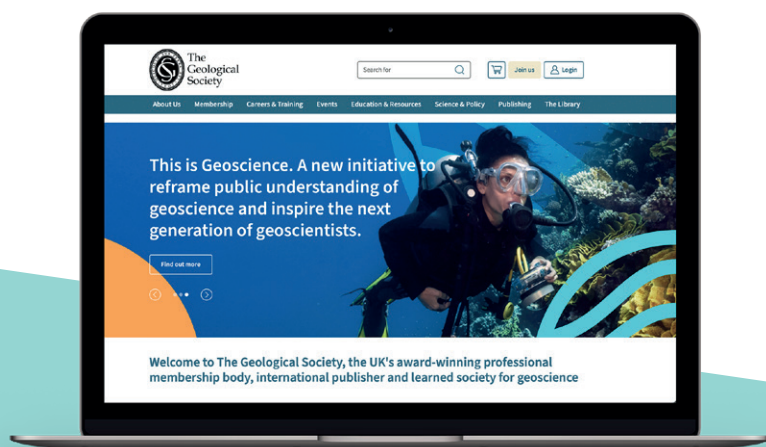 The
Geological
Society
Search for
Join us
Login
About Us Membership Careers & Training Events Education & Resources Science & Policy Publishing The Library
This is Geoscience. A new initiative to
reframe public understanding of
geoscience and inspire the next
generation of geoscientists.
Find out more
Welcome to The Geological Society, the UK's award-winning professional
membership body, international publisher and learned society for geoscience